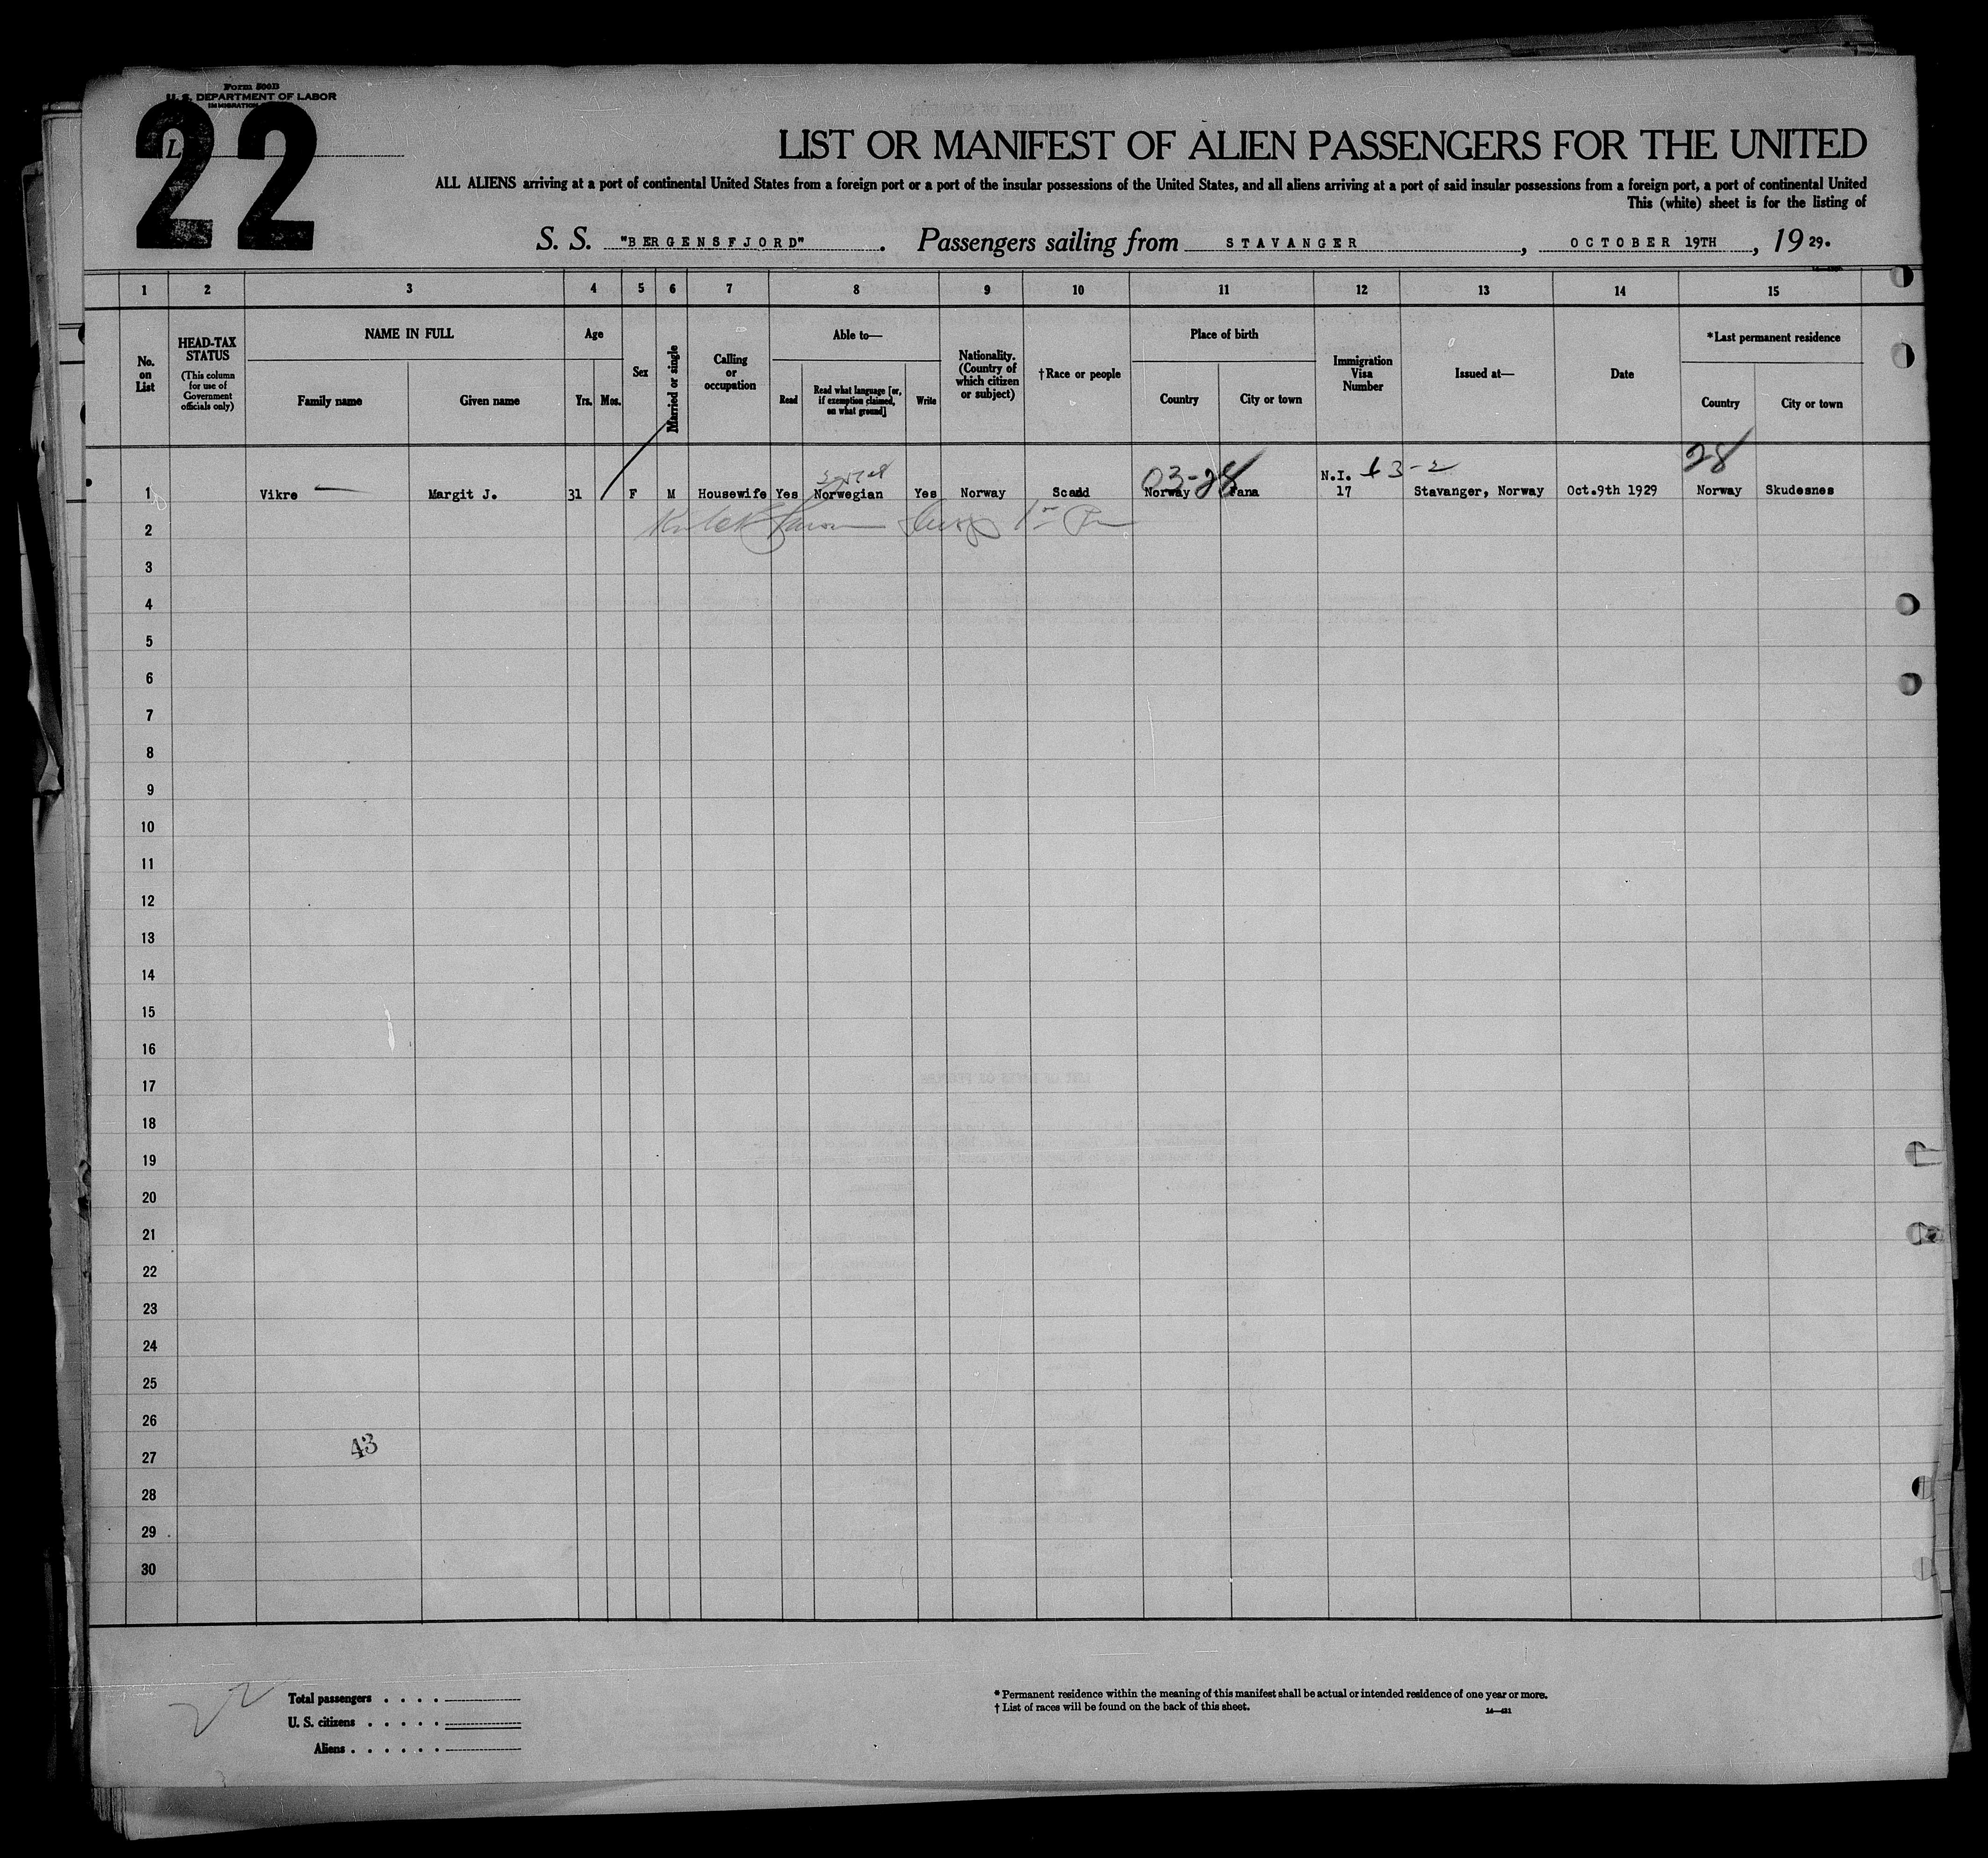 Form 500B
U. S. DEPARTMENT OF LABOR
IMMIGRATION
22
L
LIST OR MANIFEST OF ALIEN PASSENGERS FOR THE UNITED
ALL ALIENS arriving at a port of continental United States from a foreign port or a port of the insular possessions of the United States, and all aliens arriving at a port of said insular possessions from a foreign port, a port of continental United
This (white) sheet is for the listing of
S. S. "BERGENSFJORD". Passengers sailing from STAVANGER, OCTOBER 19TH, 1929.
1 2 3 4 5 6 7 8 9 10 11 12 13 14 15
No. on List
HEAD-TAX STATUS
(This column for use of Government officials only)
NAME IN FULL
Family name Given name
Age
Yrs. Mos.
Sex
Married or single
Calling or occupation
Able to—
Read
Read what language [or, if exemption claimed, on what ground]
Write
Nationality. (Country of which citizen or subject)
†Race or people
Place of birth
Country City or town
Immigration Visa Number
Issued at—
Date
*Last permanent residence
Country City or town
03-28 N.I. 3-2 28
1 Vikre Margit J. 31 F M Housewife Yes Norwegian Yes Norway Scand Norway Fana 17 Stavanger, Norway Oct.9th 1929 Norway Skudesnes
2
3
4
5
6
7
8
9
10
11
12
13
14
15
16
17
18
19
20
21
22
23
24
25
26
43
27
28
29
30
22
Total passengers . . . .
U. S. citizens . . . . .
Aliens . . . . . .
* Permanent residence within the meaning of this manifest shall be actual or intended residence of one year or more.
† List of races will be found on the back of this sheet.